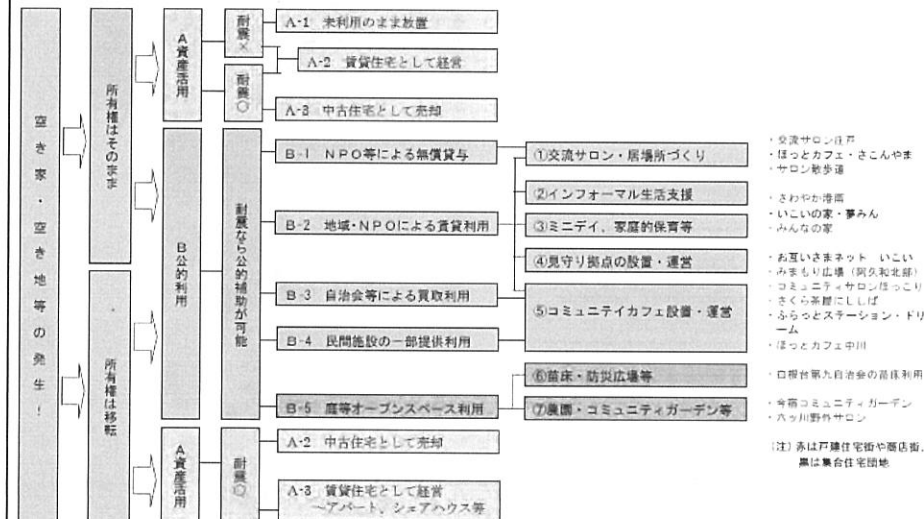 空き家・空き地等の発生!
所有権はそのまま
所有権は移転
A資産活用
耐震×
耐震○
A-1 未利用のまま放置
A-2 賃貸住宅として経営
A-3 中古住宅として売却
B公的利用
耐震なら公的補助が可能
B-1 NPO等による無償貸与
B-2 地域・NPOによる賃貸利用
B-3 自治会等による買取利用
B-4 民間施設の一部提供利用
B-5 庭等オープンスペース利用
A資産活用
耐震○
A-2 中古住宅として売却
A-3 賃貸住宅として経営
~アパート、シェアハウス等
①交流サロン・居場所づくり
②インフォーマル生活支援
③ミニデイ、家庭的保育等
④見守り拠点の設置・運営
⑤コミュニテイカフェ設置・運営
⑥苗床・防災広場等
⑦農園・コミュニティガーデン等
・交流サロン
・ほっとカフェ・さこんやま
・サロン散歩道
・さわやか港南
・いこいの家・夢みん
・みんなの家
・お互いさまネット いこい
・みまもり広場(阿久和北部)
・コミュニティサロンほっこり
・さくら茶屋にししば
・ふらっとステーション・ドリ
ーム
・ほっとカフェ中川
・白根台第九自治会の苗床利用
・今宿コミュニティガーデン
・六ッ川野外サロン
(注)赤は戸建住宅街や商店街、
黒は集合住宅団地